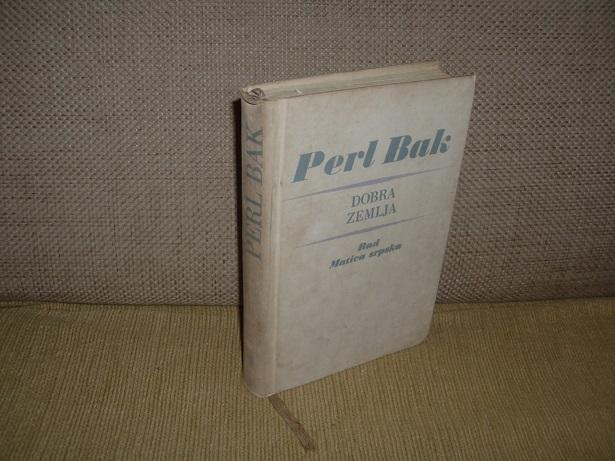 PERL BAK
Perl Bak
DOBRA
ZEMLJA
Rad
Matica srpska